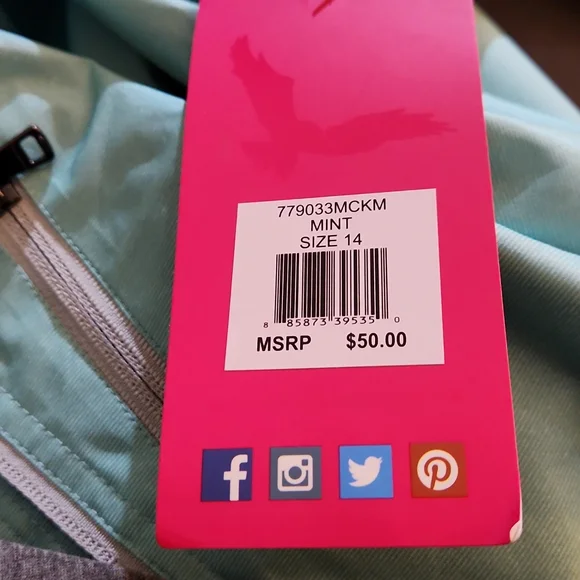 779033MCKM
MINT
SIZE 14
8 85873 39535 0
MSRP $50.00